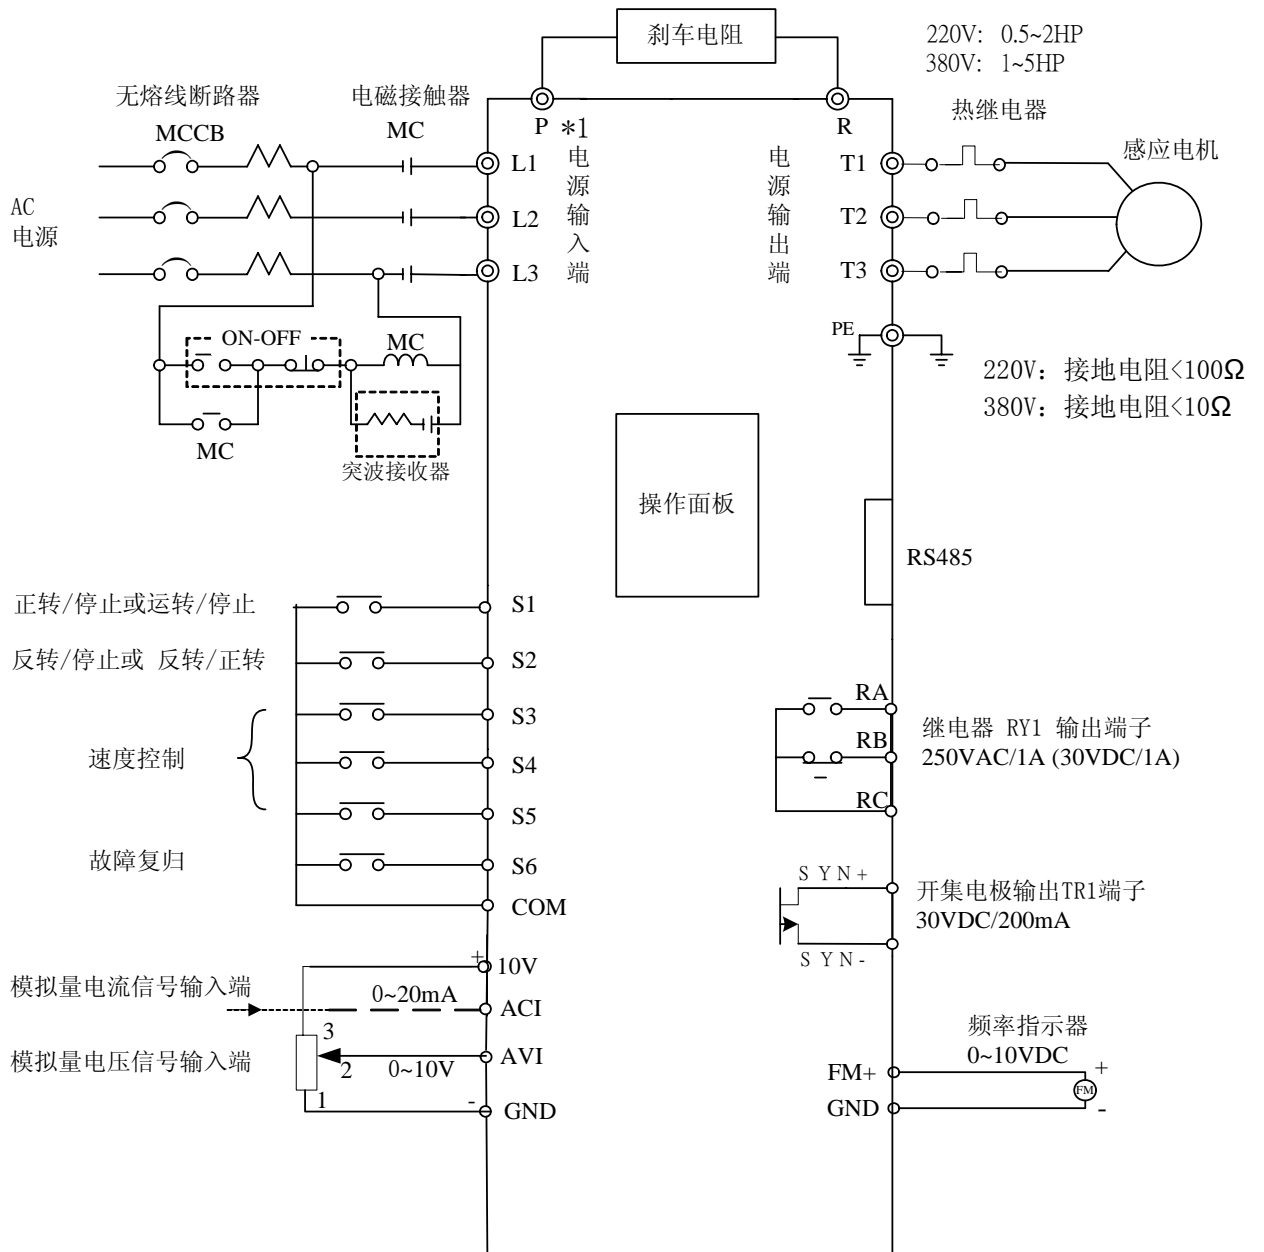 刹车电阻
220V: 0.5~2HP
380V: 1~5HP
无熔线断路器
电磁接触器
MCCB
MC
P
*1
R
热继电器
感应电机
AC
电源
L1
L2
L3
电源输入端
电源输出端
T1
T2
T3
PE
ON-OFF
MC
MC
突波接收器
220V: 接地电阻<100Ω
380V: 接地电阻<10Ω
操作面板
RS485
正转/停止或运转/停止
S1
反转/停止或 反转/正转
S2
S3
速度控制
S4
S5
故障复归
S6
COM
RA
RB
RC
继电器 RY1 输出端子
250VAC/1A (30VDC/1A)
SYN+
SYN-
开集电极输出TR1端子
30VDC/200mA
+
10V
模拟量电流信号输入端
0~20mA
ACI
3
模拟量电压信号输入端
2
0~10V
AVI
1
-
GND
频率指示器
0~10VDC
FM+
+
FM
GND
-